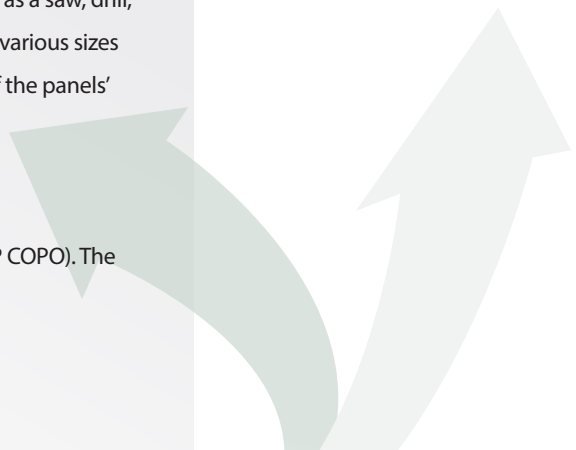 as a saw, drill,
various sizes
the panels'
COPO). The